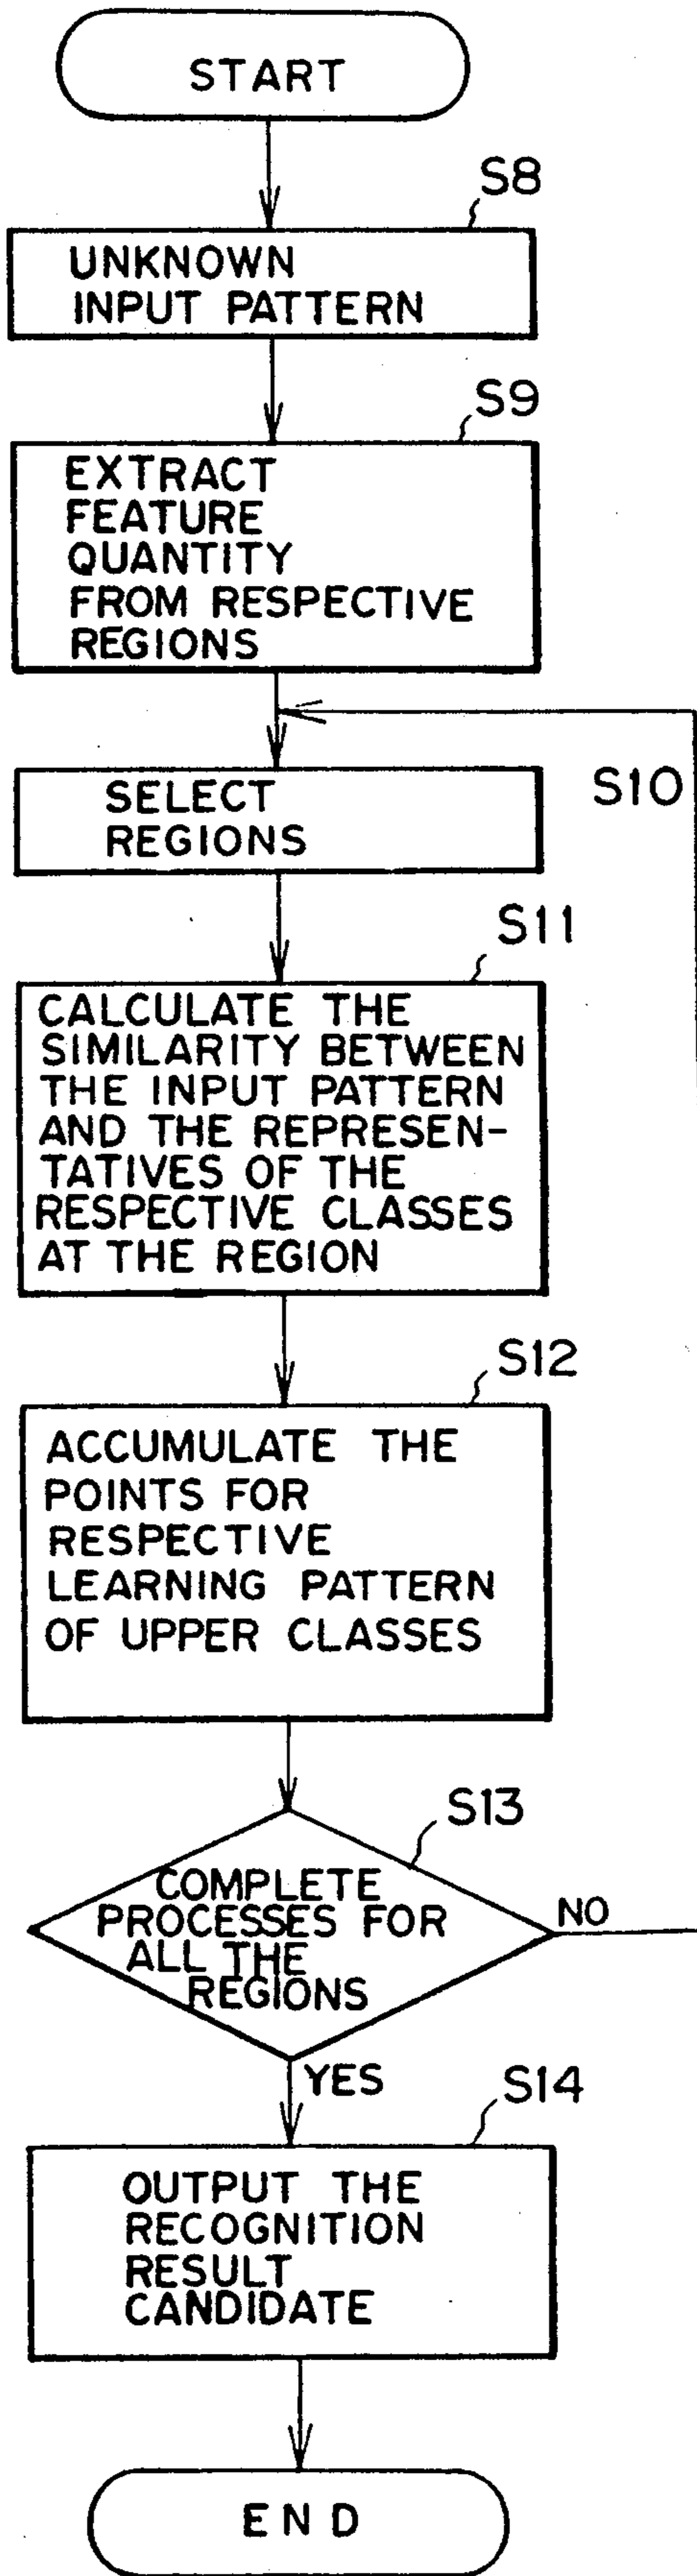 START
S8
UNKNOWN
INPUT PATTERN
S9
EXTRACT
FEATURE
QUANTITY
FROM RESPECTIVE
REGIONS
S10
SELECT
REGIONS
S11
CALCULATE THE
SIMILARITY BETWEEN
THE INPUT PATTERN
AND THE REPRESEN-
TATIVES OF THE
RESPECTIVE CLASSES
AT THE REGION
S12
ACCUMULATE THE
POINTS FOR
RESPECTIVE
LEARNING PATTERN
OF UPPER CLASSES
S13
COMPLETE
PROCESSES FOR
ALL THE
REGIONS
NO
YES
S14
OUTPUT THE
RECOGNITION
RESULT
CANDIDATE
END